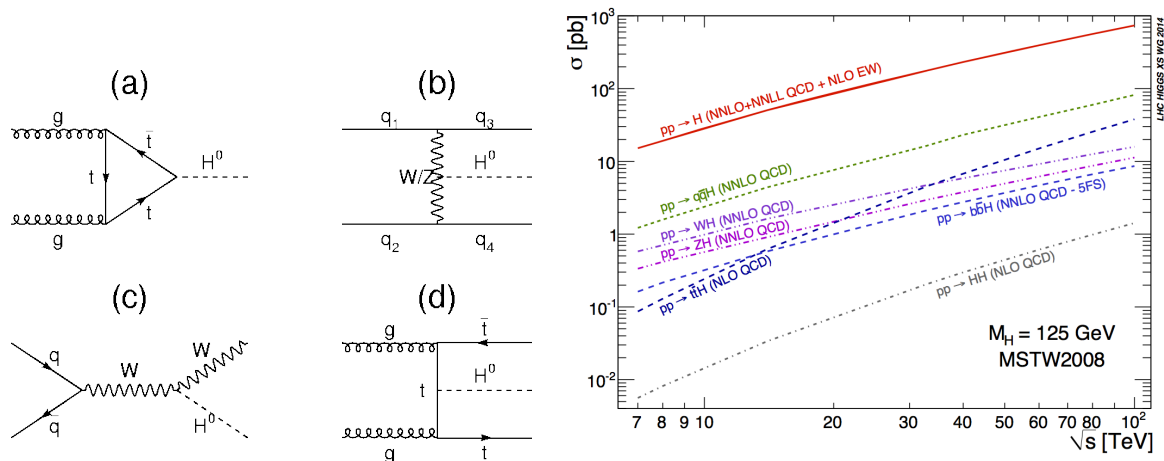 (a)
g
t̄
t
H⁰
t
g
(b)
q₁
q₃
W/Z
H⁰
q₂
q₄
(c)
q
W
W
q̄
H⁰
(d)
g
t̄
t
H⁰
g
t
σ [pb]
10³
10²
10
1
10⁻¹
10⁻²
pp → H (NNLO+NNLL QCD + NLO EW)
pp → qq̄H (NNLO QCD)
pp → WH (NNLO QCD)
pp → ZH (NNLO QCD)
pp → tt̄H (NLO QCD)
pp → bb̄H (NNLO QCD - 5FS)
pp → HH (NLO QCD)
M_H = 125 GeV
MSTW2008
7 8 9 10 20 30 40 50 60 70 80 10²
√s [TeV]
LHC HIGGS XS WG 2014